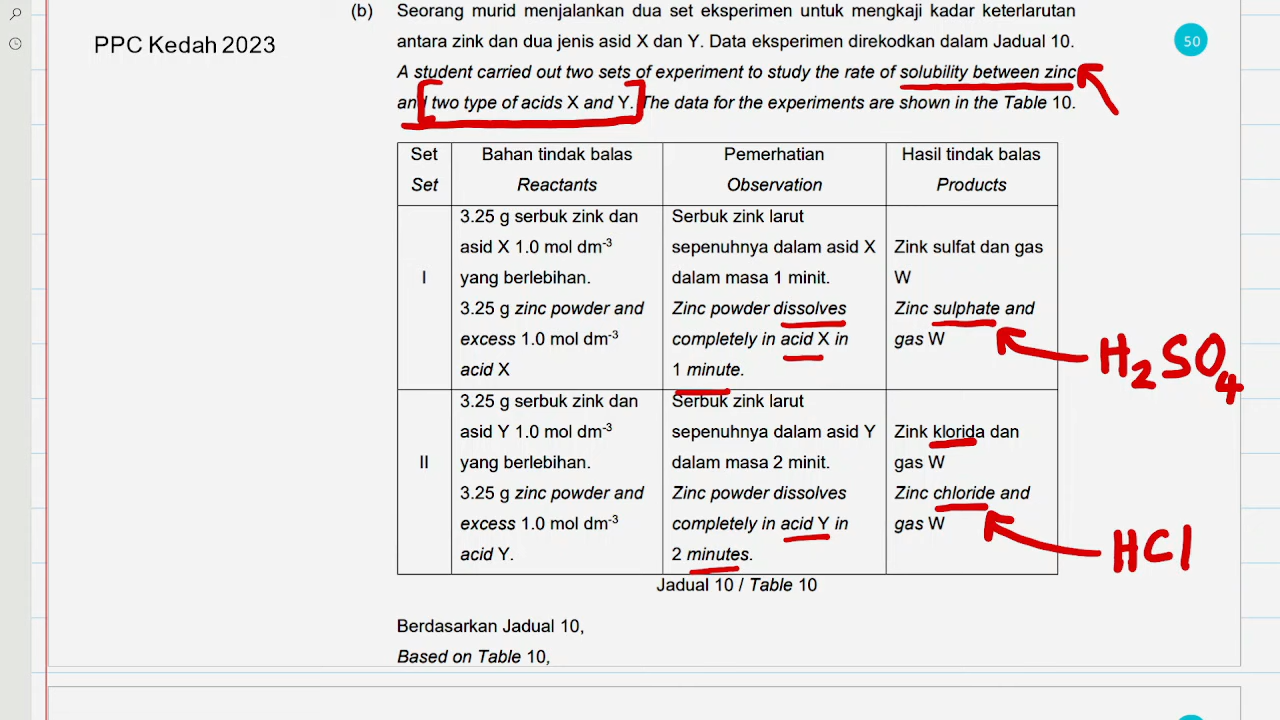 PPC Kedah 2023
50
(b) Seorang murid menjalankan dua set eksperimen untuk mengkaji kadar keterlarutan
antara zink dan dua jenis asid X dan Y. Data eksperimen direkodkan dalam Jadual 10.
A student carried out two sets of experiment to study the rate of solubility between zinc
and two type of acids X and Y. The data for the experiments are shown in the Table 10.
Set
Set
Bahan tindak balas
Reactants
Pemerhatian
Observation
Hasil tindak balas
Products
I
3.25 g serbuk zink dan
asid X 1.0 mol dm⁻³
yang berlebihan.
3.25 g zinc powder and
excess 1.0 mol dm⁻³
acid X
Serbuk zink larut
sepenuhnya dalam asid X
dalam masa 1 minit.
Zinc powder dissolves
completely in acid X in
1 minute.
Zink sulfat dan gas
W
Zinc sulphate and
gas W
H₂SO₄
II
3.25 g serbuk zink dan
asid Y 1.0 mol dm⁻³
yang berlebihan.
3.25 g zinc powder and
excess 1.0 mol dm⁻³
acid Y.
Serbuk zink larut
sepenuhnya dalam asid Y
dalam masa 2 minit.
Zinc powder dissolves
completely in acid Y in
2 minutes.
Zink klorida dan
gas W
Zinc chloride and
gas W
HCl
Jadual 10 / Table 10
Berdasarkan Jadual 10,
Based on Table 10,